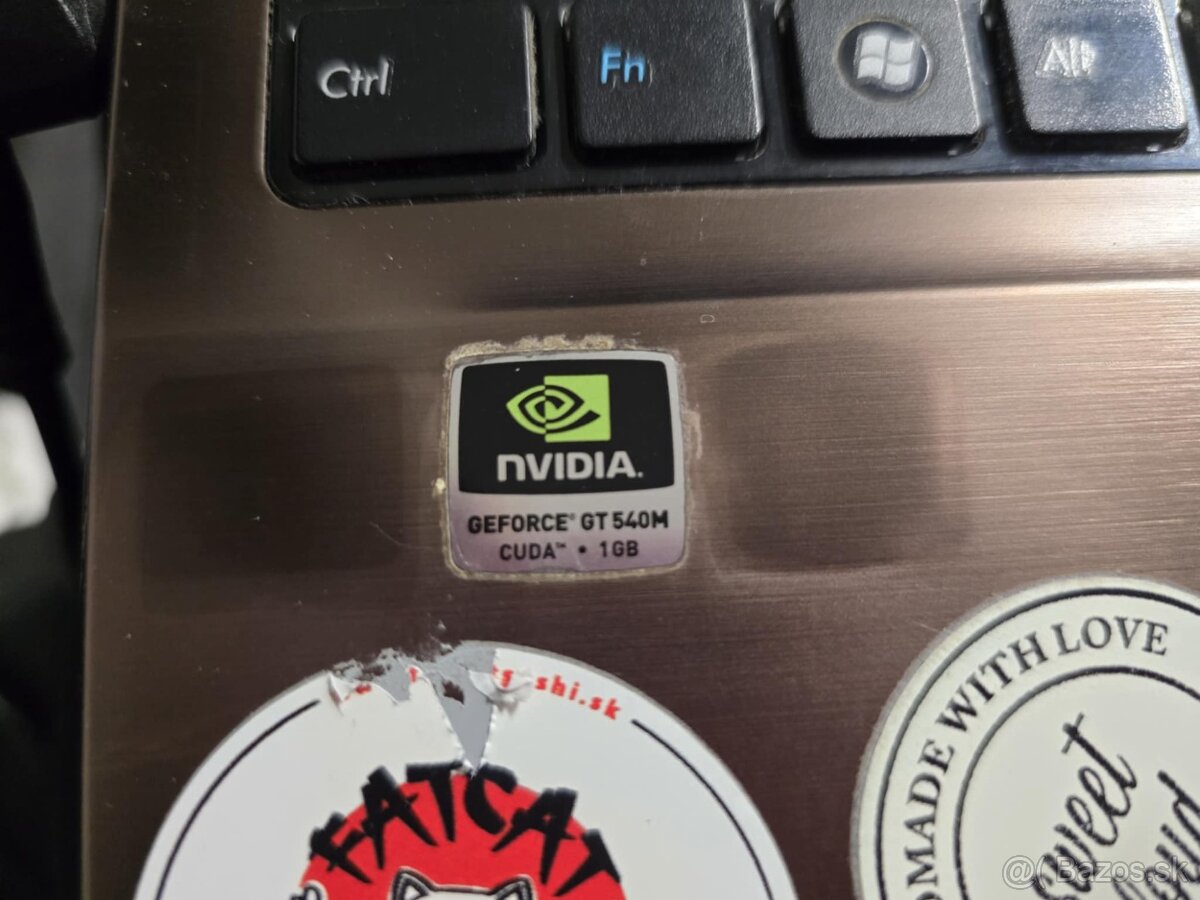 Ctrl
Fn
Alt
NVIDIA.
GEFORCE® GT 540M
CUDA™ • 1GB
shi.sk
FATCAT
MADE WITH LOVE
Sweet
@( Bazos.sk